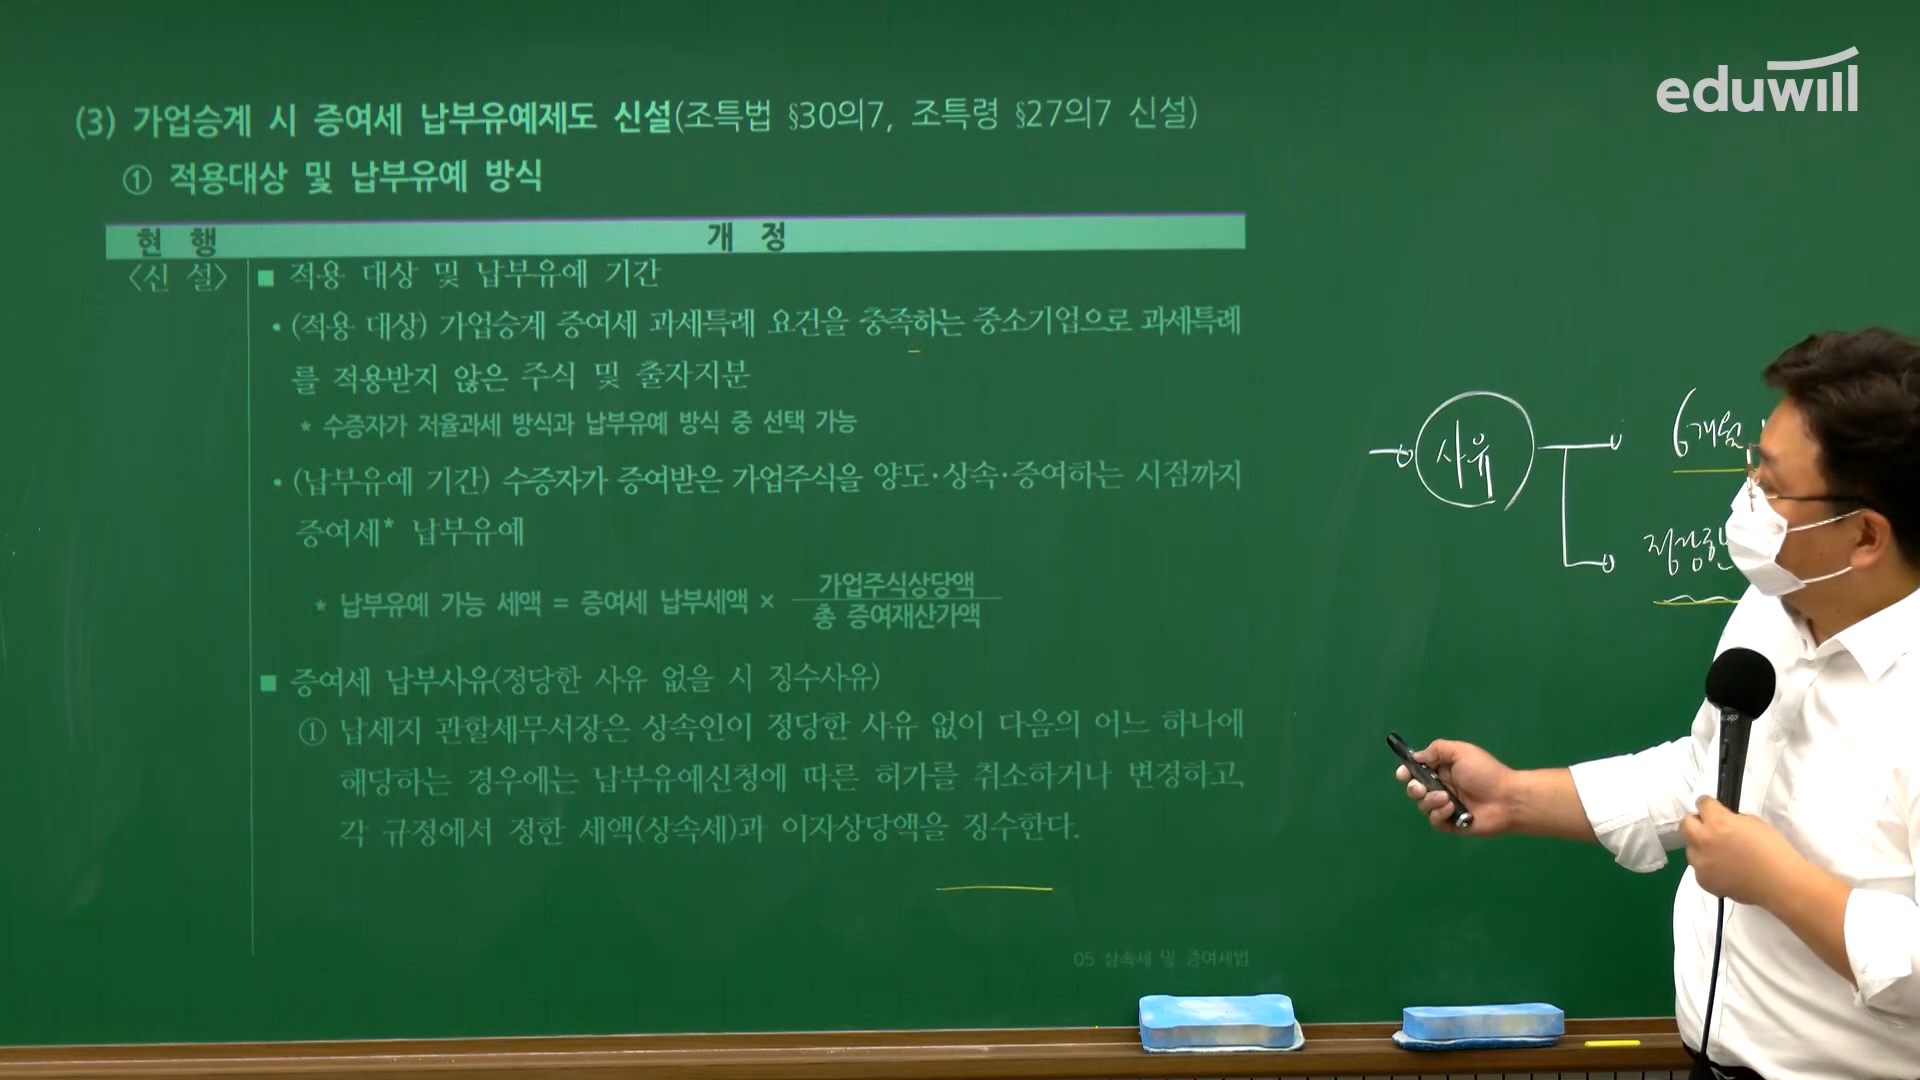 eduwill
(3) 가업승계 시 증여세 납부유예제도 신설(조특법 §30의7, 조특령 §27의7 신설)
① 적용대상 및 납부유예 방식
현 행 개 정
<신 설> ■ 적용 대상 및 납부유예 기간
• (적용 대상) 가업승계 증여세 과세특례 요건을 충족하는 중소기업으로 과세특례
를 적용받지 않은 주식 및 출자지분
* 수증자가 저율과세 방식과 납부유예 방식 중 선택 가능
• (납부유예 기간) 수증자가 증여받은 가업주식을 양도·상속·증여하는 시점까지
증여세* 납부유예
* 납부유예 가능 세액 = 증여세 납부세액 × 가업주식상당액
총 증여재산가액
■ 증여세 납부사유(정당한 사유 없을 시 징수사유)
① 납세지 관할세무서장은 상속인이 정당한 사유 없이 다음의 어느 하나에
해당하는 경우에는 납부유예신청에 따른 허가를 취소하거나 변경하고,
각 규정에서 정한 세액(상속세)과 이자상당액을 징수한다.
05 상속세 및 증여세법
사유
6개월